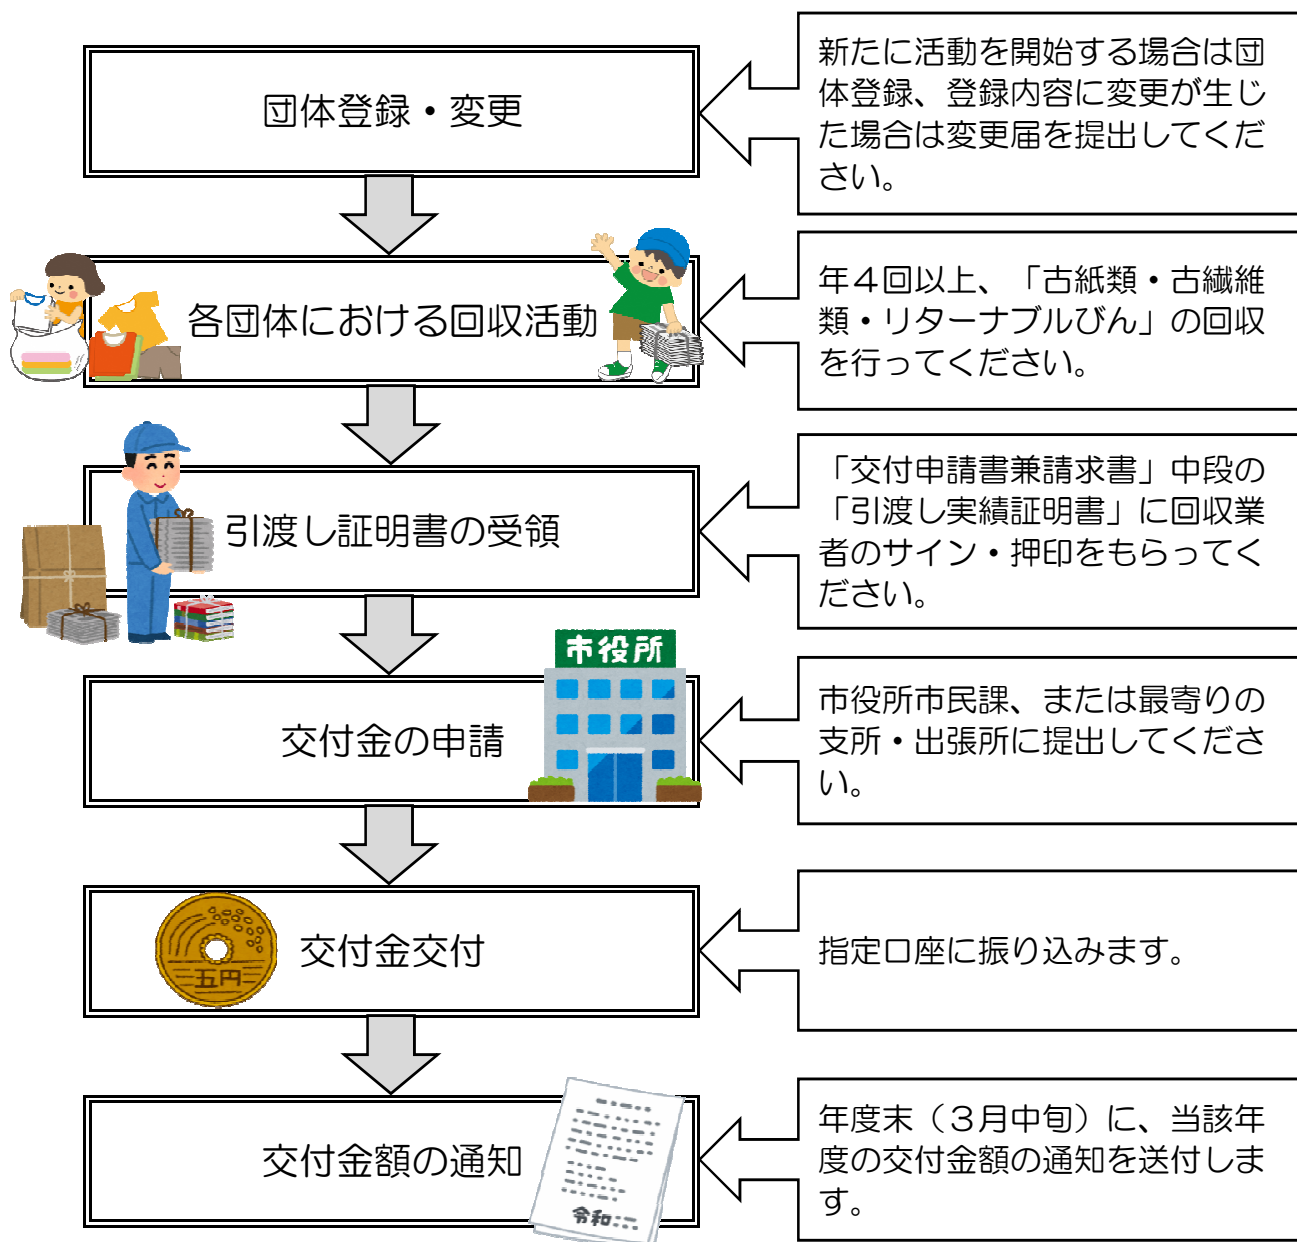 団体登録・変更
新たに活動を開始する場合は団
体登録、登録内容に変更が生じ
た場合は変更届を提出してくだ
さい。
各団体における回収活動
年４回以上、「古紙類・古繊維
類・リターナブルびん」の回収
を行ってください。
引渡し証明書の受領
「交付申請書兼請求書」中段の
「引渡し実績証明書」に回収業
者のサイン・押印をもらってく
ださい。
交付金の申請
市役所
市役所市民課、または最寄りの
支所・出張所に提出してくださ
い。
五円
交付金交付
指定口座に振り込みます。
交付金額の通知
令和
年度末（３月中旬）に、当該年
度の交付金額の通知を送付しま
す。